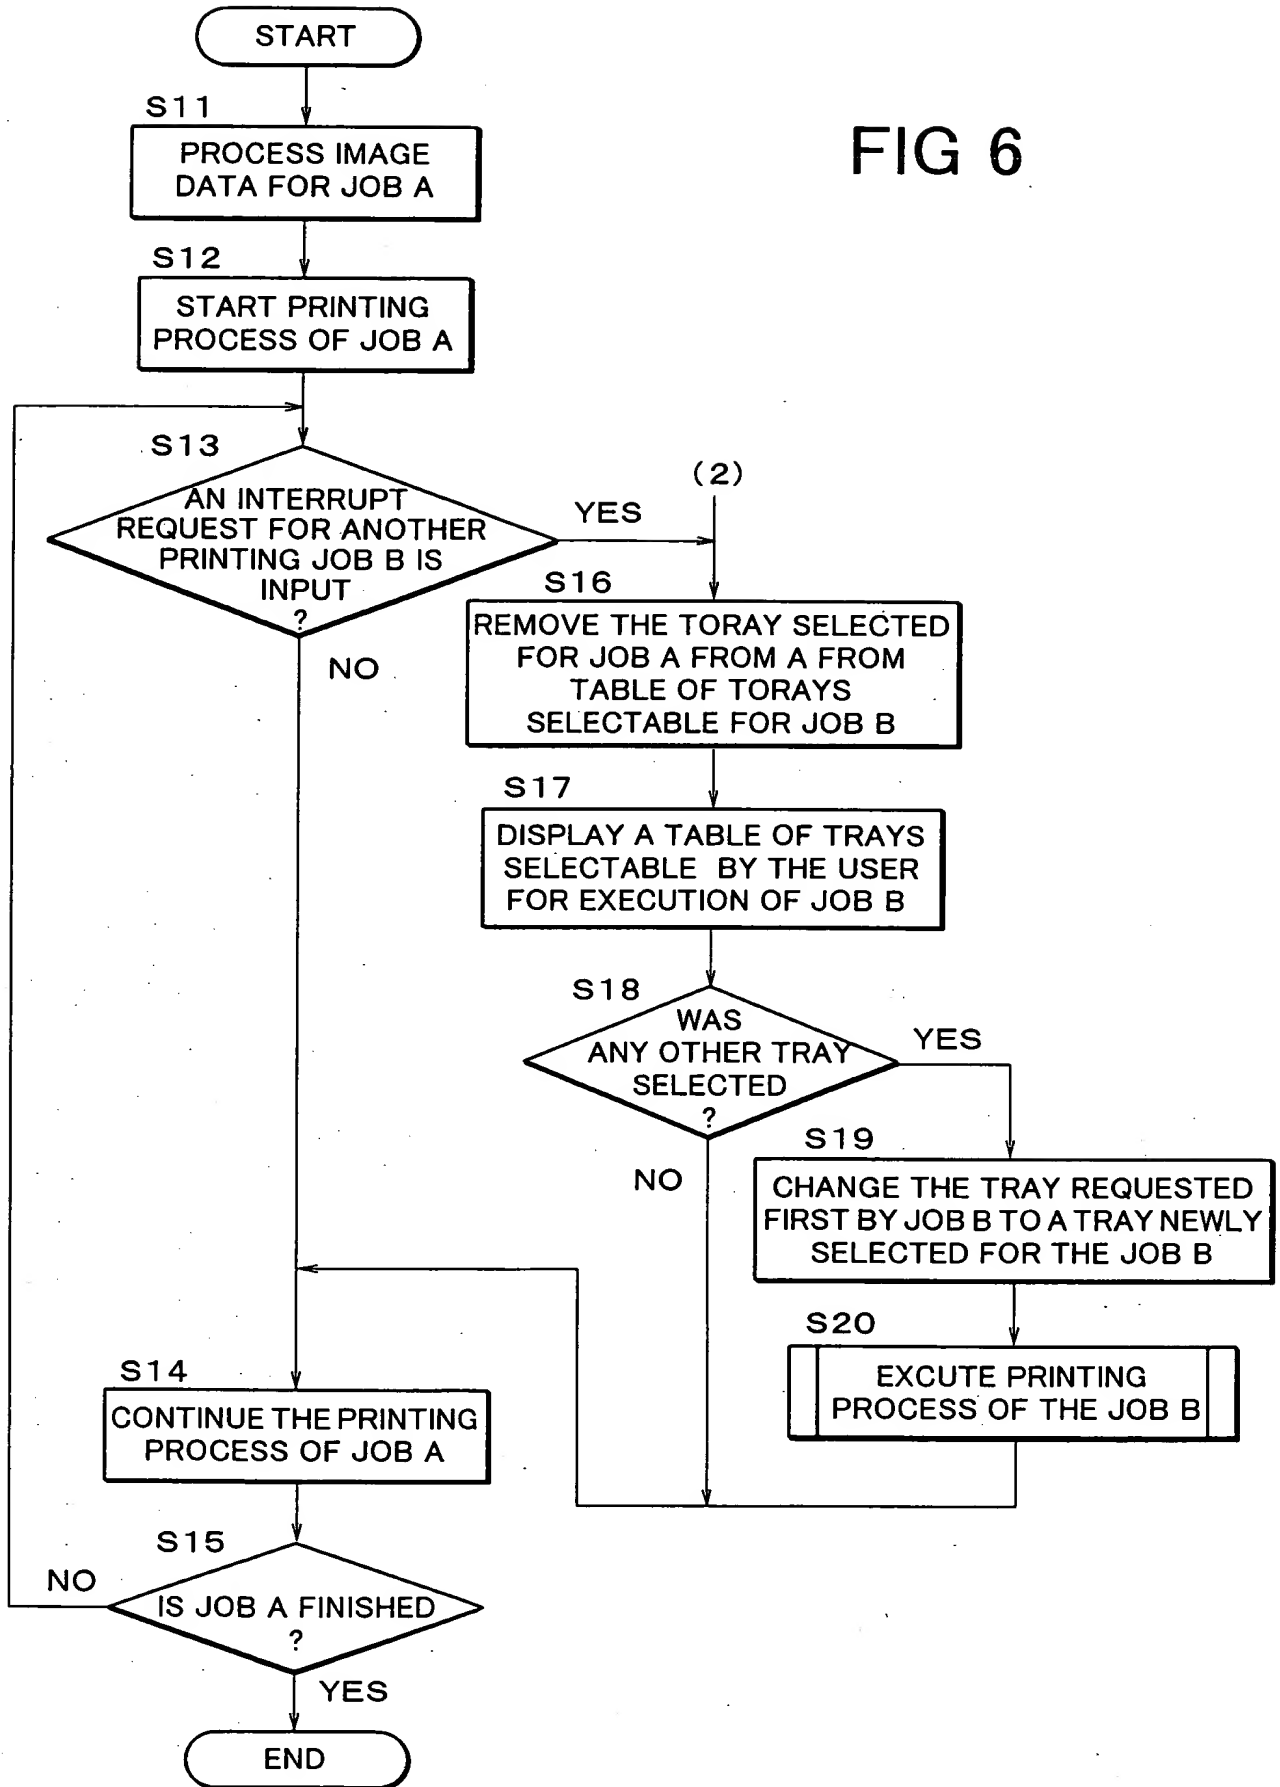 START
FIG 6
S11
PROCESS IMAGE
DATA FOR JOB A
S12
START PRINTING
PROCESS OF JOB A
S13
AN INTERRUPT
REQUEST FOR ANOTHER
PRINTING JOB B IS
INPUT
?
YES
NO
(2)
S16
REMOVE THE TORAY SELECTED
FOR JOB A FROM A FROM
TABLE OF TORAYS
SELECTABLE FOR JOB B
S17
DISPLAY A TABLE OF TRAYS
SELECTABLE BY THE USER
FOR EXECUTION OF JOB B
S18
WAS
ANY OTHER TRAY
SELECTED
?
YES
NO
S19
CHANGE THE TRAY REQUESTED
FIRST BY JOB B TO A TRAY NEWLY
SELECTED FOR THE JOB B
S20
EXCUTE PRINTING
PROCESS OF THE JOB B
S14
CONTINUE THE PRINTING
PROCESS OF JOB A
S15
NO
IS JOB A FINISHED
?
YES
END